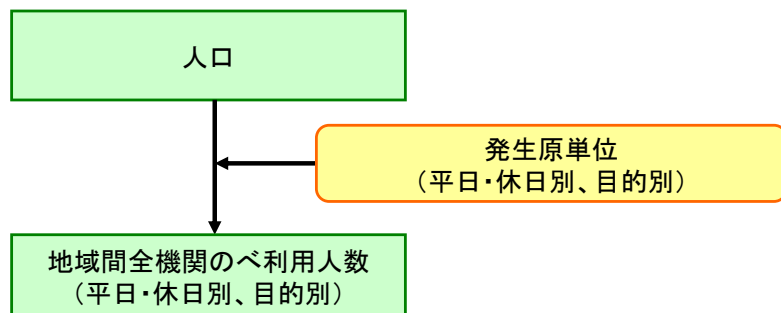 人口
発生原単位
（平日・休日別、目的別）
地域間全機関のべ利用人数
（平日・休日別、目的別）